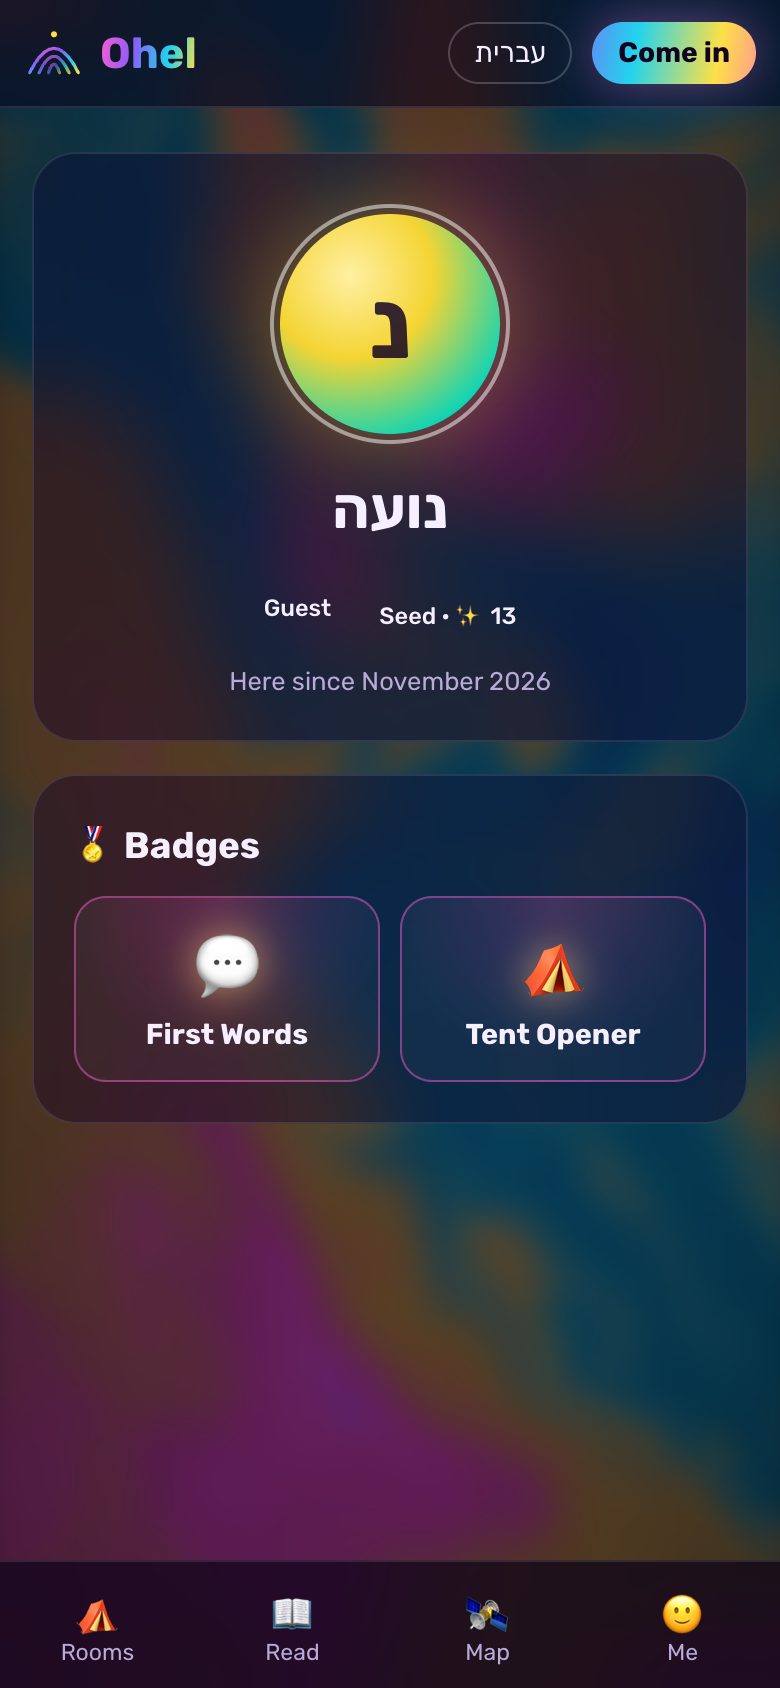 Ohel
עברית
Come in
נ
נועה
Guest
Seed • ✨ 13
Here since November 2026
🏅 Badges
First Words
Tent Opener
Rooms
Read
Map
Me